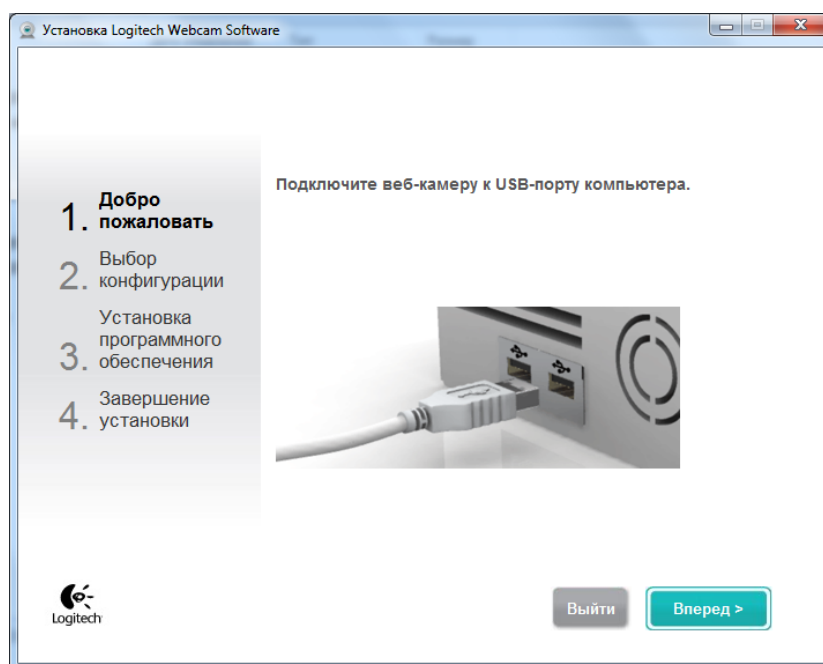 Установка Logitech Webcam Software
Подключите веб-камеру к USB-порту компьютера.
1. Добро
пожаловать
2. Выбор
конфигурации
3. Установка
программного
обеспечения
4. Завершение
установки
Logitech
Выйти
Вперед >